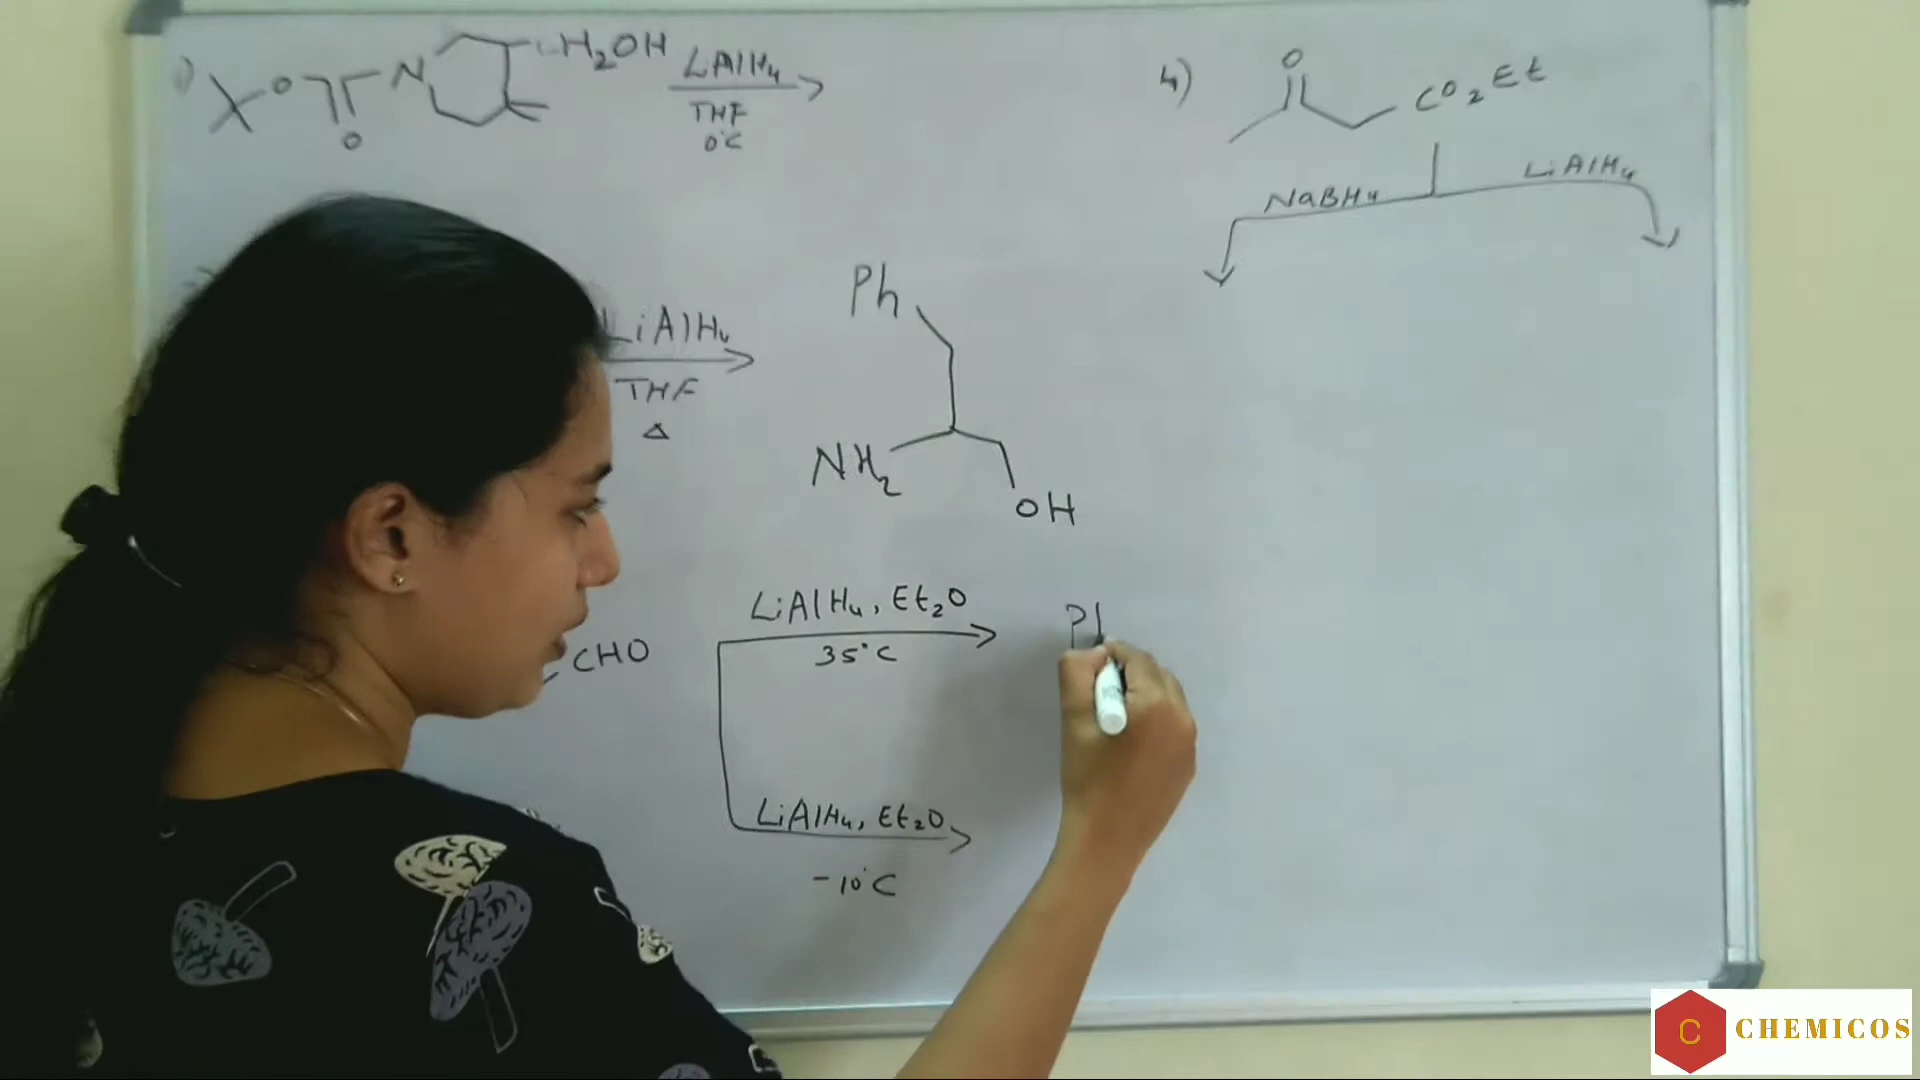 1) O N CH₂OH LiAlH₄
O THF
0°C
4) O CO₂Et
NaBH₄ LiAlH₄
Ph
LiAlH₄
THF
Δ
NH₂
OH
LiAlH₄, Et₂O
35°C
CHO
LiAlH₄, Et₂O
-10°C
C CHEMICOS